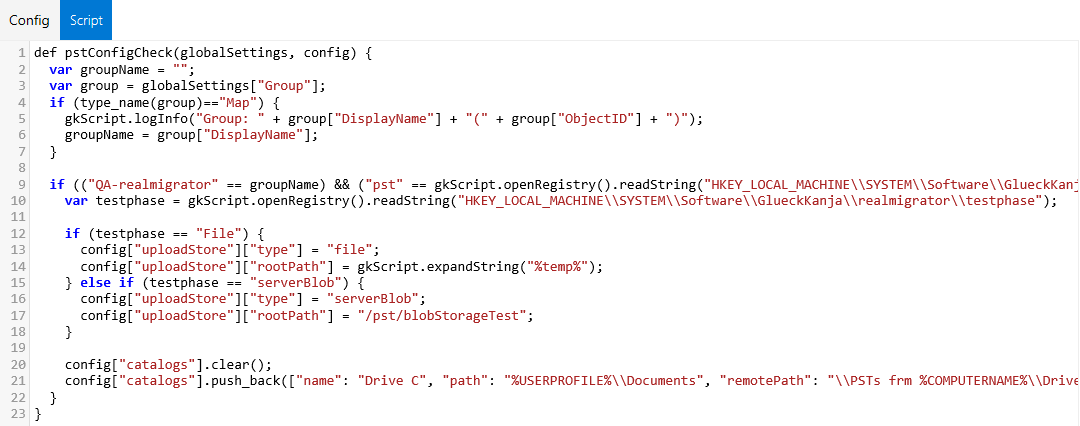 Config Script
1 def pstConfigCheck(globalSettings, config) {
2   var groupName = "";
3   var group = globalSettings["Group"];
4   if (type_name(group)=="Map") {
5     gkScript.logInfo("Group: " + group["DisplayName"] + "(" + group["ObjectID"] + ")");
6     groupName = group["DisplayName"];
7   }
8
9   if (("QA-realmigrator" == groupName) && ("pst" == gkScript.openRegistry().readString("HKEY_LOCAL_MACHINE\\SYSTEM\\Software\\GlueckKanj
10     var testphase = gkScript.openRegistry().readString("HKEY_LOCAL_MACHINE\\SYSTEM\\Software\\GlueckKanja\\realmigrator\\testphase");
11
12     if (testphase == "File") {
13       config["uploadStore"]["type"] = "file";
14       config["uploadStore"]["rootPath"] = gkScript.expandString("%temp%");
15     } else if (testphase == "serverBlob") {
16       config["uploadStore"]["type"] = "serverBlob";
17       config["uploadStore"]["rootPath"] = "/pst/blobStorageTest";
18     }
19
20     config["catalogs"].clear();
21     config["catalogs"].push_back(["name": "Drive C", "path": "%USERPROFILE%\\Documents", "remotePath": "\\PSTs frm %COMPUTERNAME%\\Drive
22   }
23 }